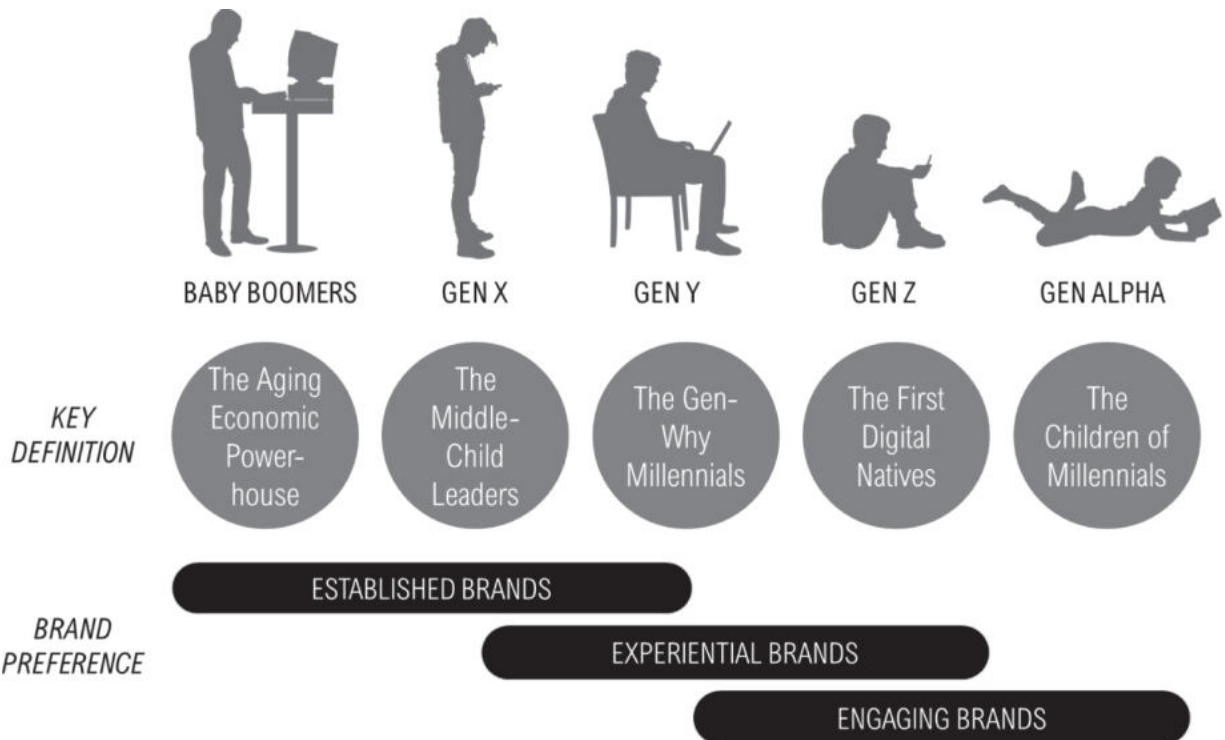 BABY BOOMERS
GEN X
GEN Y
GEN Z
GEN ALPHA
KEY
DEFINITION
The Aging
Economic
Power-
house
The
Middle-
Child
Leaders
The Gen-
Why
Millennials
The First
Digital
Natives
The
Children of
Millennials
BRAND
PREFERENCE
ESTABLISHED BRANDS
EXPERIENTIAL BRANDS
ENGAGING BRANDS